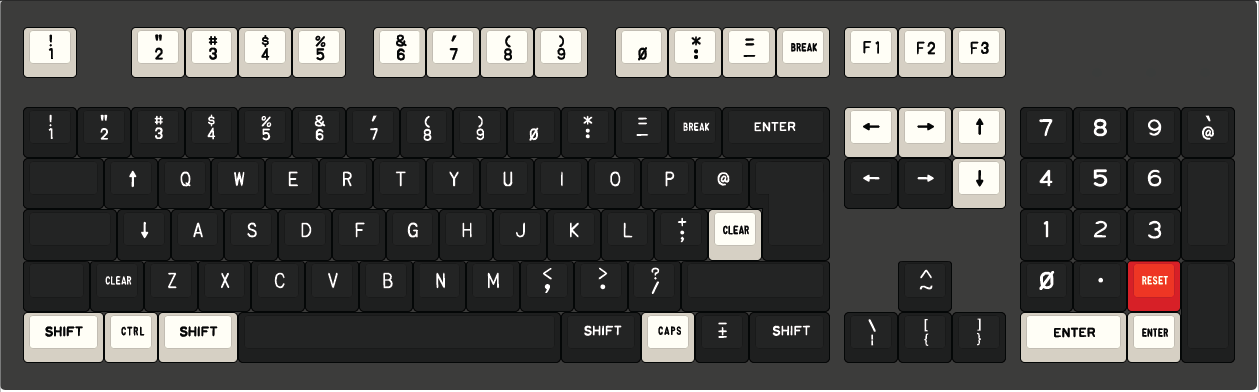 ! " # $ % & ' ( ) * =
1 2 3 4 5 6 7 8 9 Ø : — BREAK F1 F2 F3
! " # $ % & ' ( ) * = `
1 2 3 4 5 6 7 8 9 Ø : — BREAK ENTER ← → ↑ 7 8 9 @
↑ Q W E R T Y U I O P @ ← → ↓ 4 5 6
↓ A S D F G H J K L + CLEAR 1 2 3
;
CLEAR Z X C V B N M < > ? ^ Ø . RESET
, . / ~
SHIFT CTRL SHIFT SHIFT CAPS = SHIFT \ [ ] ENTER ENTER
± ¦ { }